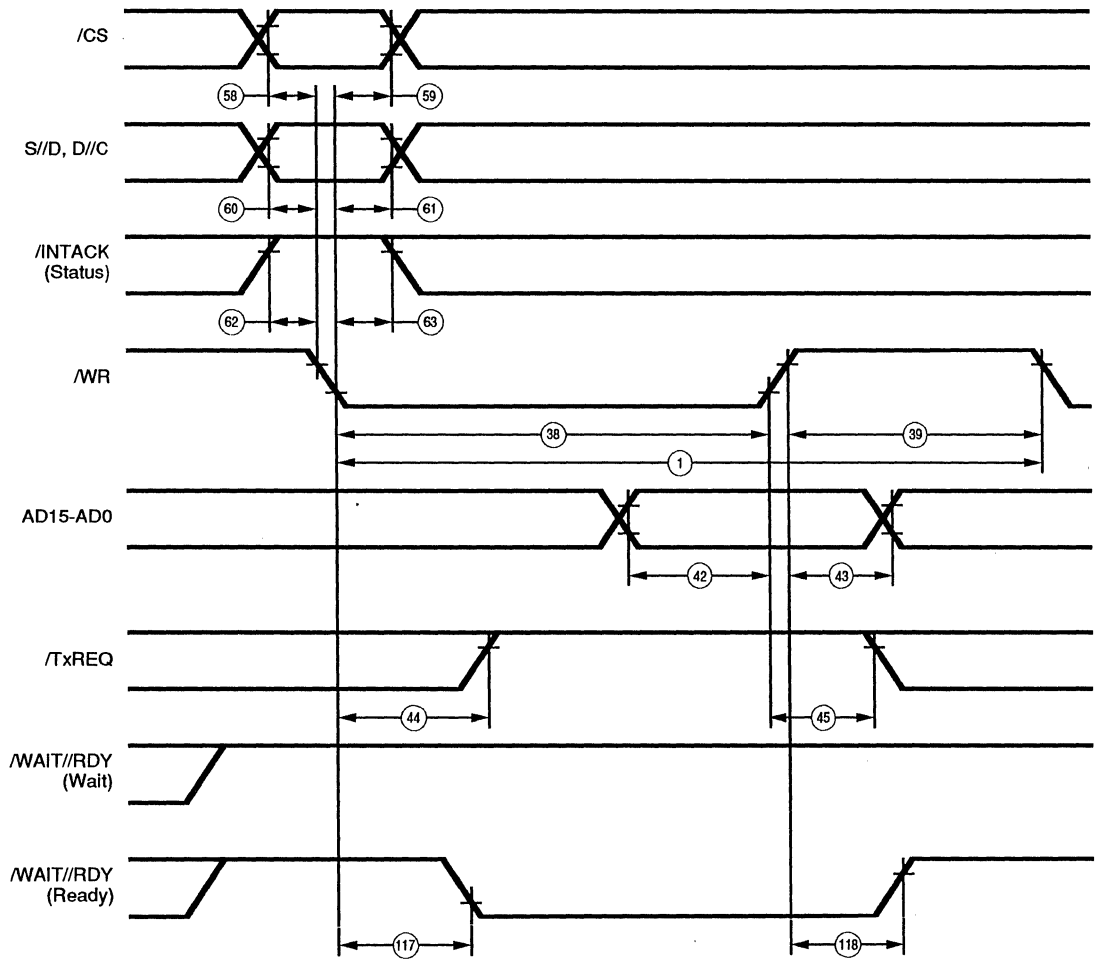 /CS
58
59
S//D, D//C
60
61
/INTACK
(Status)
62
63
/WR
38
39
1
AD15-AD0
42
43
/TxREQ
44
45
/WAIT//RDY
(Wait)
/WAIT//RDY
(Ready)
117
118